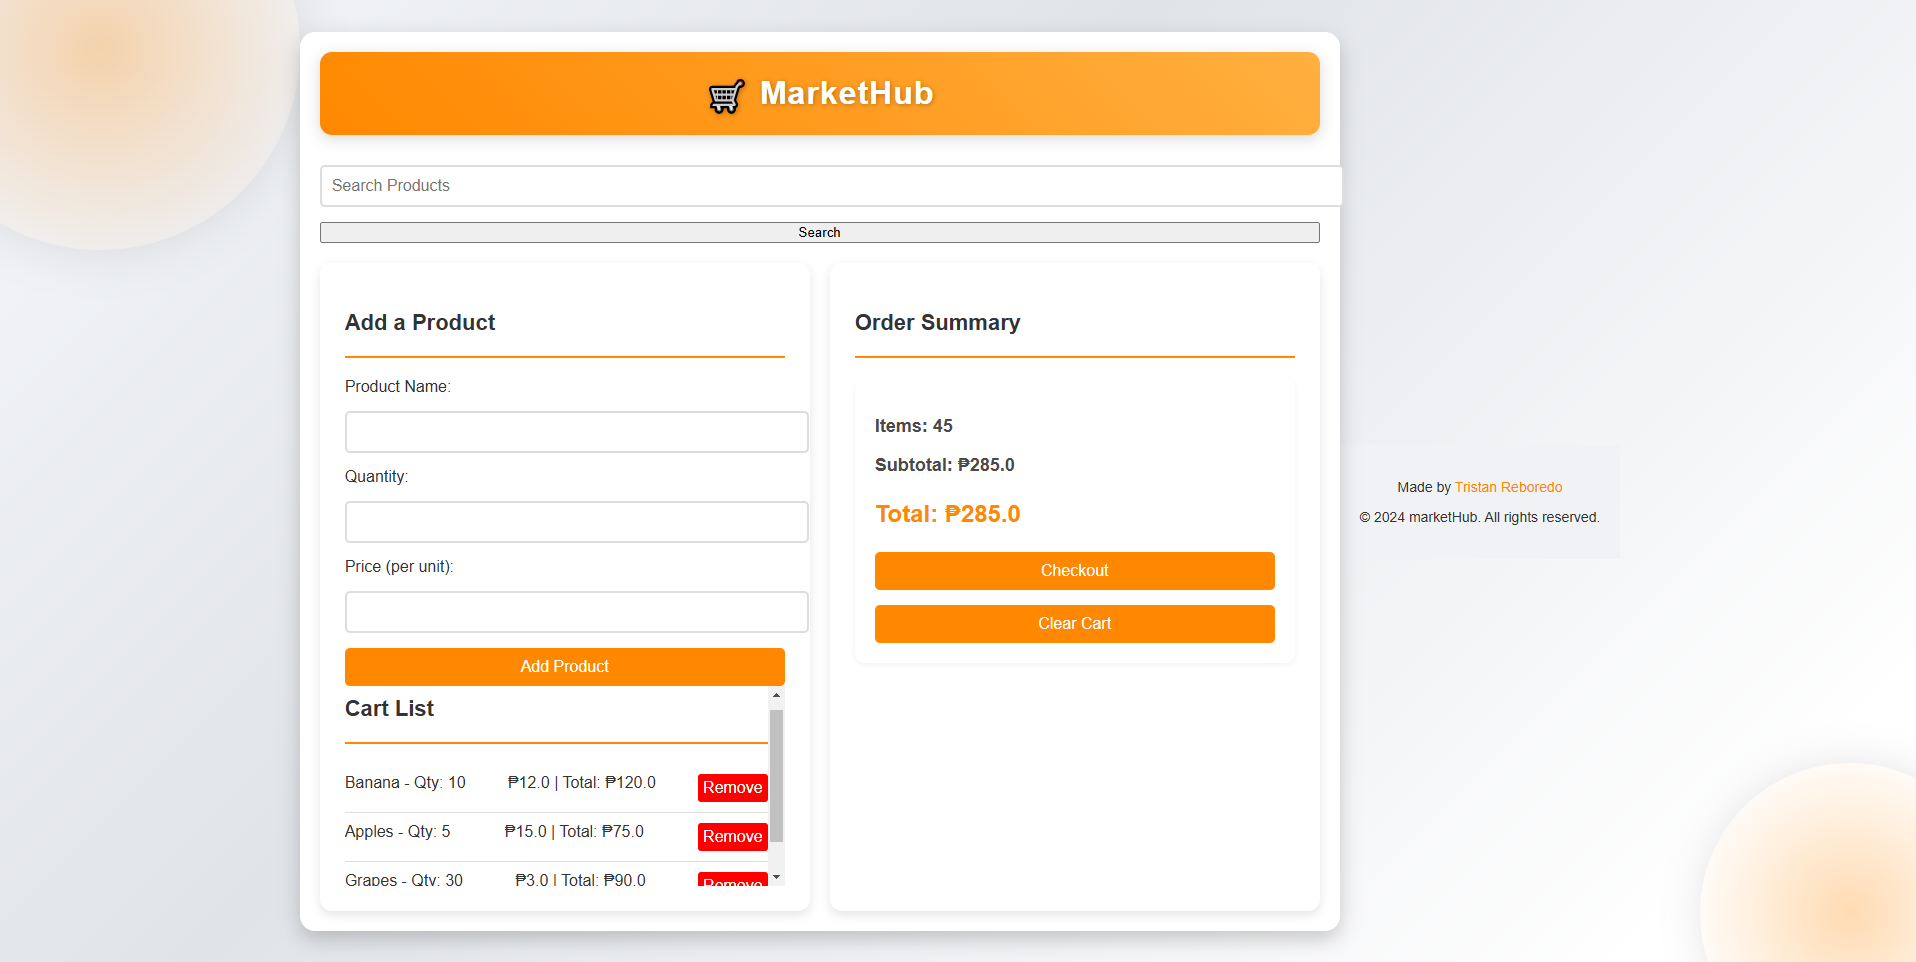 MarketHub
Search Products
Search
Add a Product
Product Name:
Quantity:
Price (per unit):
Add Product
Cart List
Banana - Qty: 10 ₱12.0 | Total: ₱120.0 Remove
Apples - Qty: 5 ₱15.0 | Total: ₱75.0 Remove
Grapes - Qty: 30 ₱3.0 | Total: ₱90.0 Remove
Order Summary
Items: 45
Subtotal: ₱285.0
Total: ₱285.0
Checkout
Clear Cart
Made by Tristan Reboredo
© 2024 marketHub. All rights reserved.